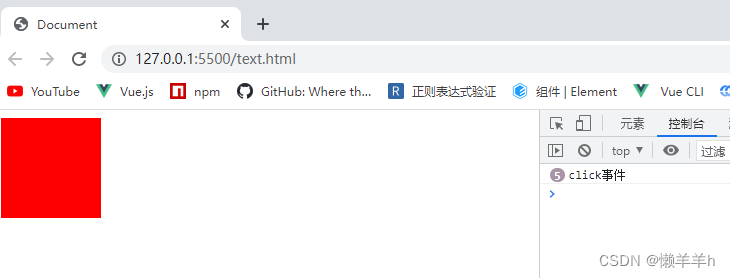 Document
127.0.0.1:5500/text.html
YouTube Vue.js npm GitHub: Where th... R 正则表达式验证 组件 | Element Vue CLI
元素 控制台
top 过滤
5 click事件
CSDN @懒羊羊h